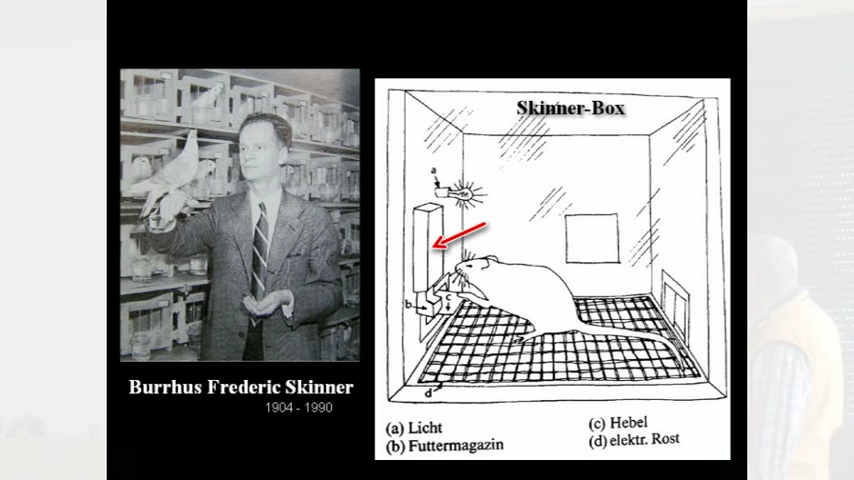 Skinner-Box
a
b
c
d
Burrhus Frederic Skinner
1904 - 1990
(a) Licht
(b) Futtermagazin
(c) Hebel
(d) elektr. Rost